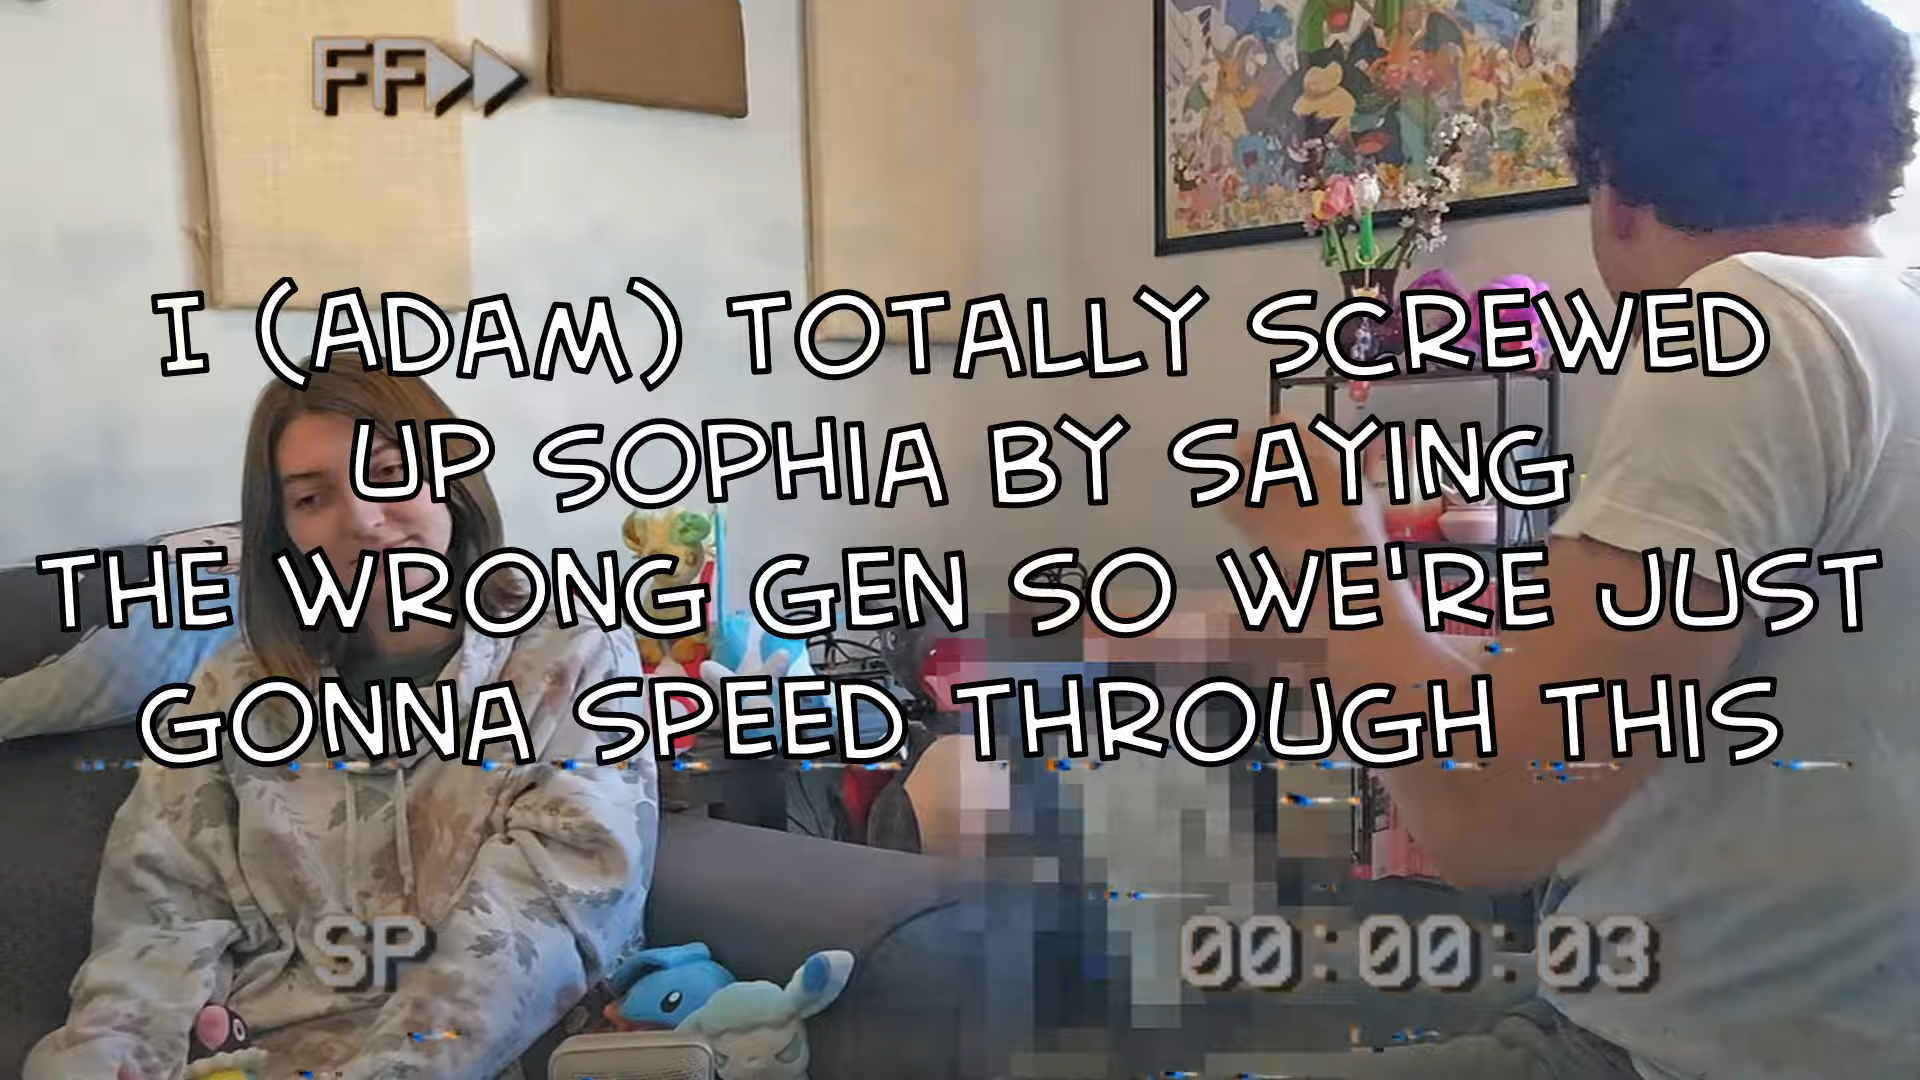 FF
I (ADAM) TOTALLY SCREWED
UP SOPHIA BY SAYING
THE WRONG GEN SO WE'RE JUST
GONNA SPEED THROUGH THIS
SP
00:00:03